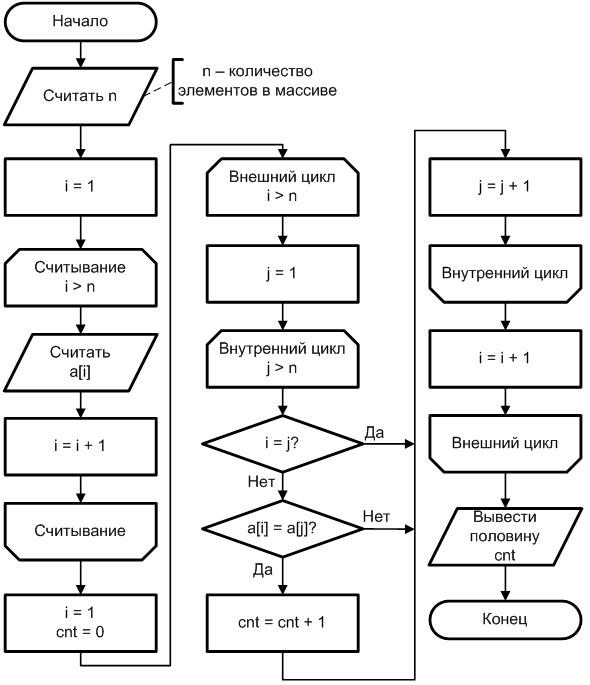 Начало
Считать n
n – количество
элементов в массиве
i = 1
Считывание
i > n
Считать
a[i]
i = i + 1
Считывание
i = 1
cnt = 0
Внешний цикл
i > n
j = 1
Внутренний цикл
j > n
i = j?
Да
Нет
a[i] = a[j]?
Нет
Да
cnt = cnt + 1
j = j + 1
Внутренний цикл
i = i + 1
Внешний цикл
Вывести
половину
cnt
Конец